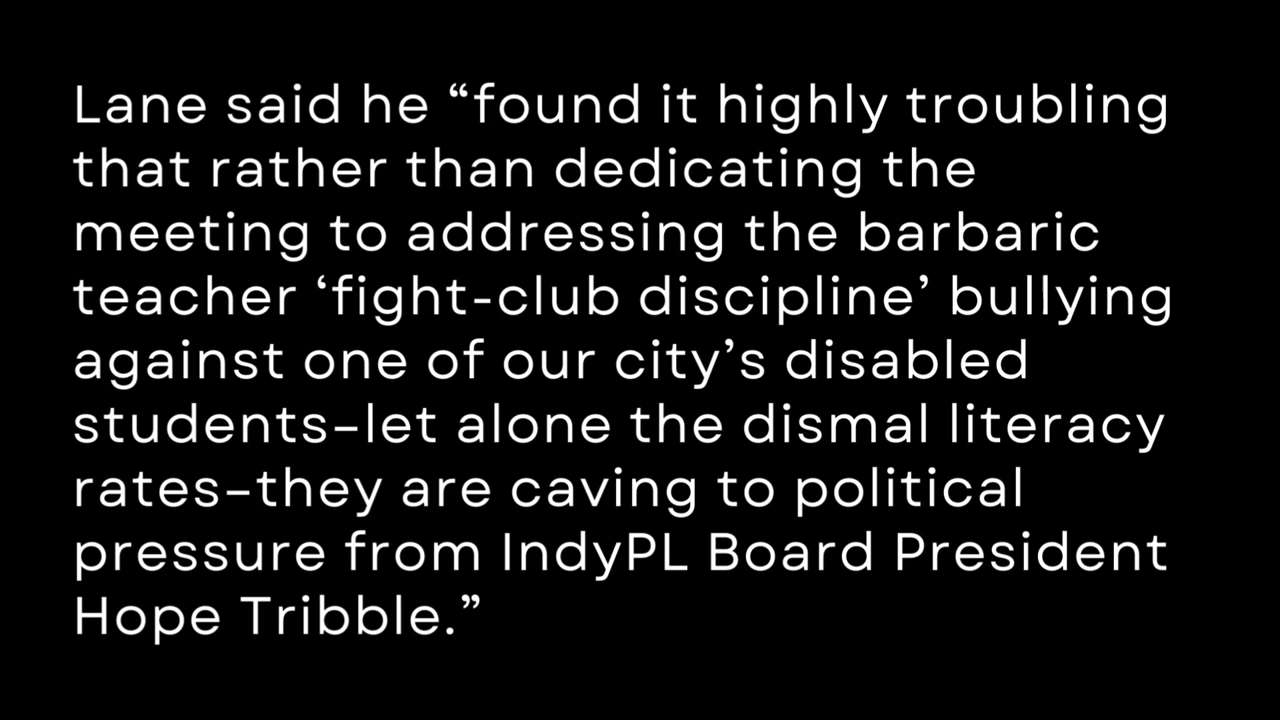 Lane said he “found it highly troubling
that rather than dedicating the
meeting to addressing the barbaric
teacher ‘fight-club discipline’ bullying
against one of our city’s disabled
students–let alone the dismal literacy
rates–they are caving to political
pressure from IndyPL Board President
Hope Tribble.”